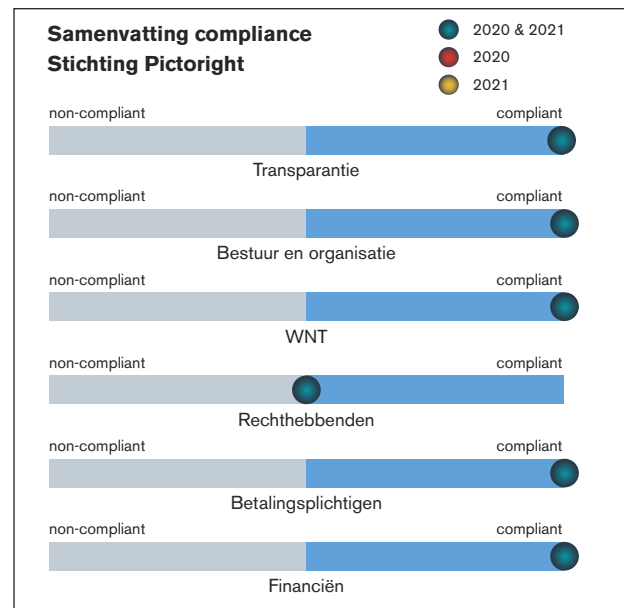 Samenvatting compliance
Stichting Pictoright
2020 & 2021
2020
2021
non-compliant compliant
Transparantie
non-compliant compliant
Bestuur en organisatie
non-compliant compliant
WNT
non-compliant compliant
Rechthebbenden
non-compliant compliant
Betalingsplichtigen
non-compliant compliant
Financiën